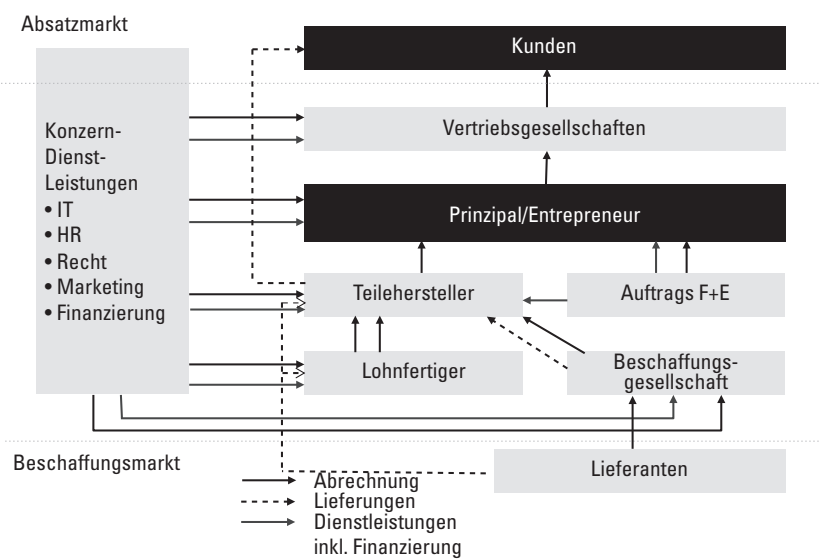 Absatzmarkt
Kunden
Konzern-
Dienst-
Leistungen
• IT
• HR
• Recht
• Marketing
• Finanzierung
Vertriebsgesellschaften
Prinzipal/Entrepreneur
Teilehersteller
Auftrags F+E
Lohnfertiger
Beschaffungs-
gesellschaft
Beschaffungsmarkt
Lieferanten
Abrechnung
Lieferungen
Dienstleistungen
inkl. Finanzierung